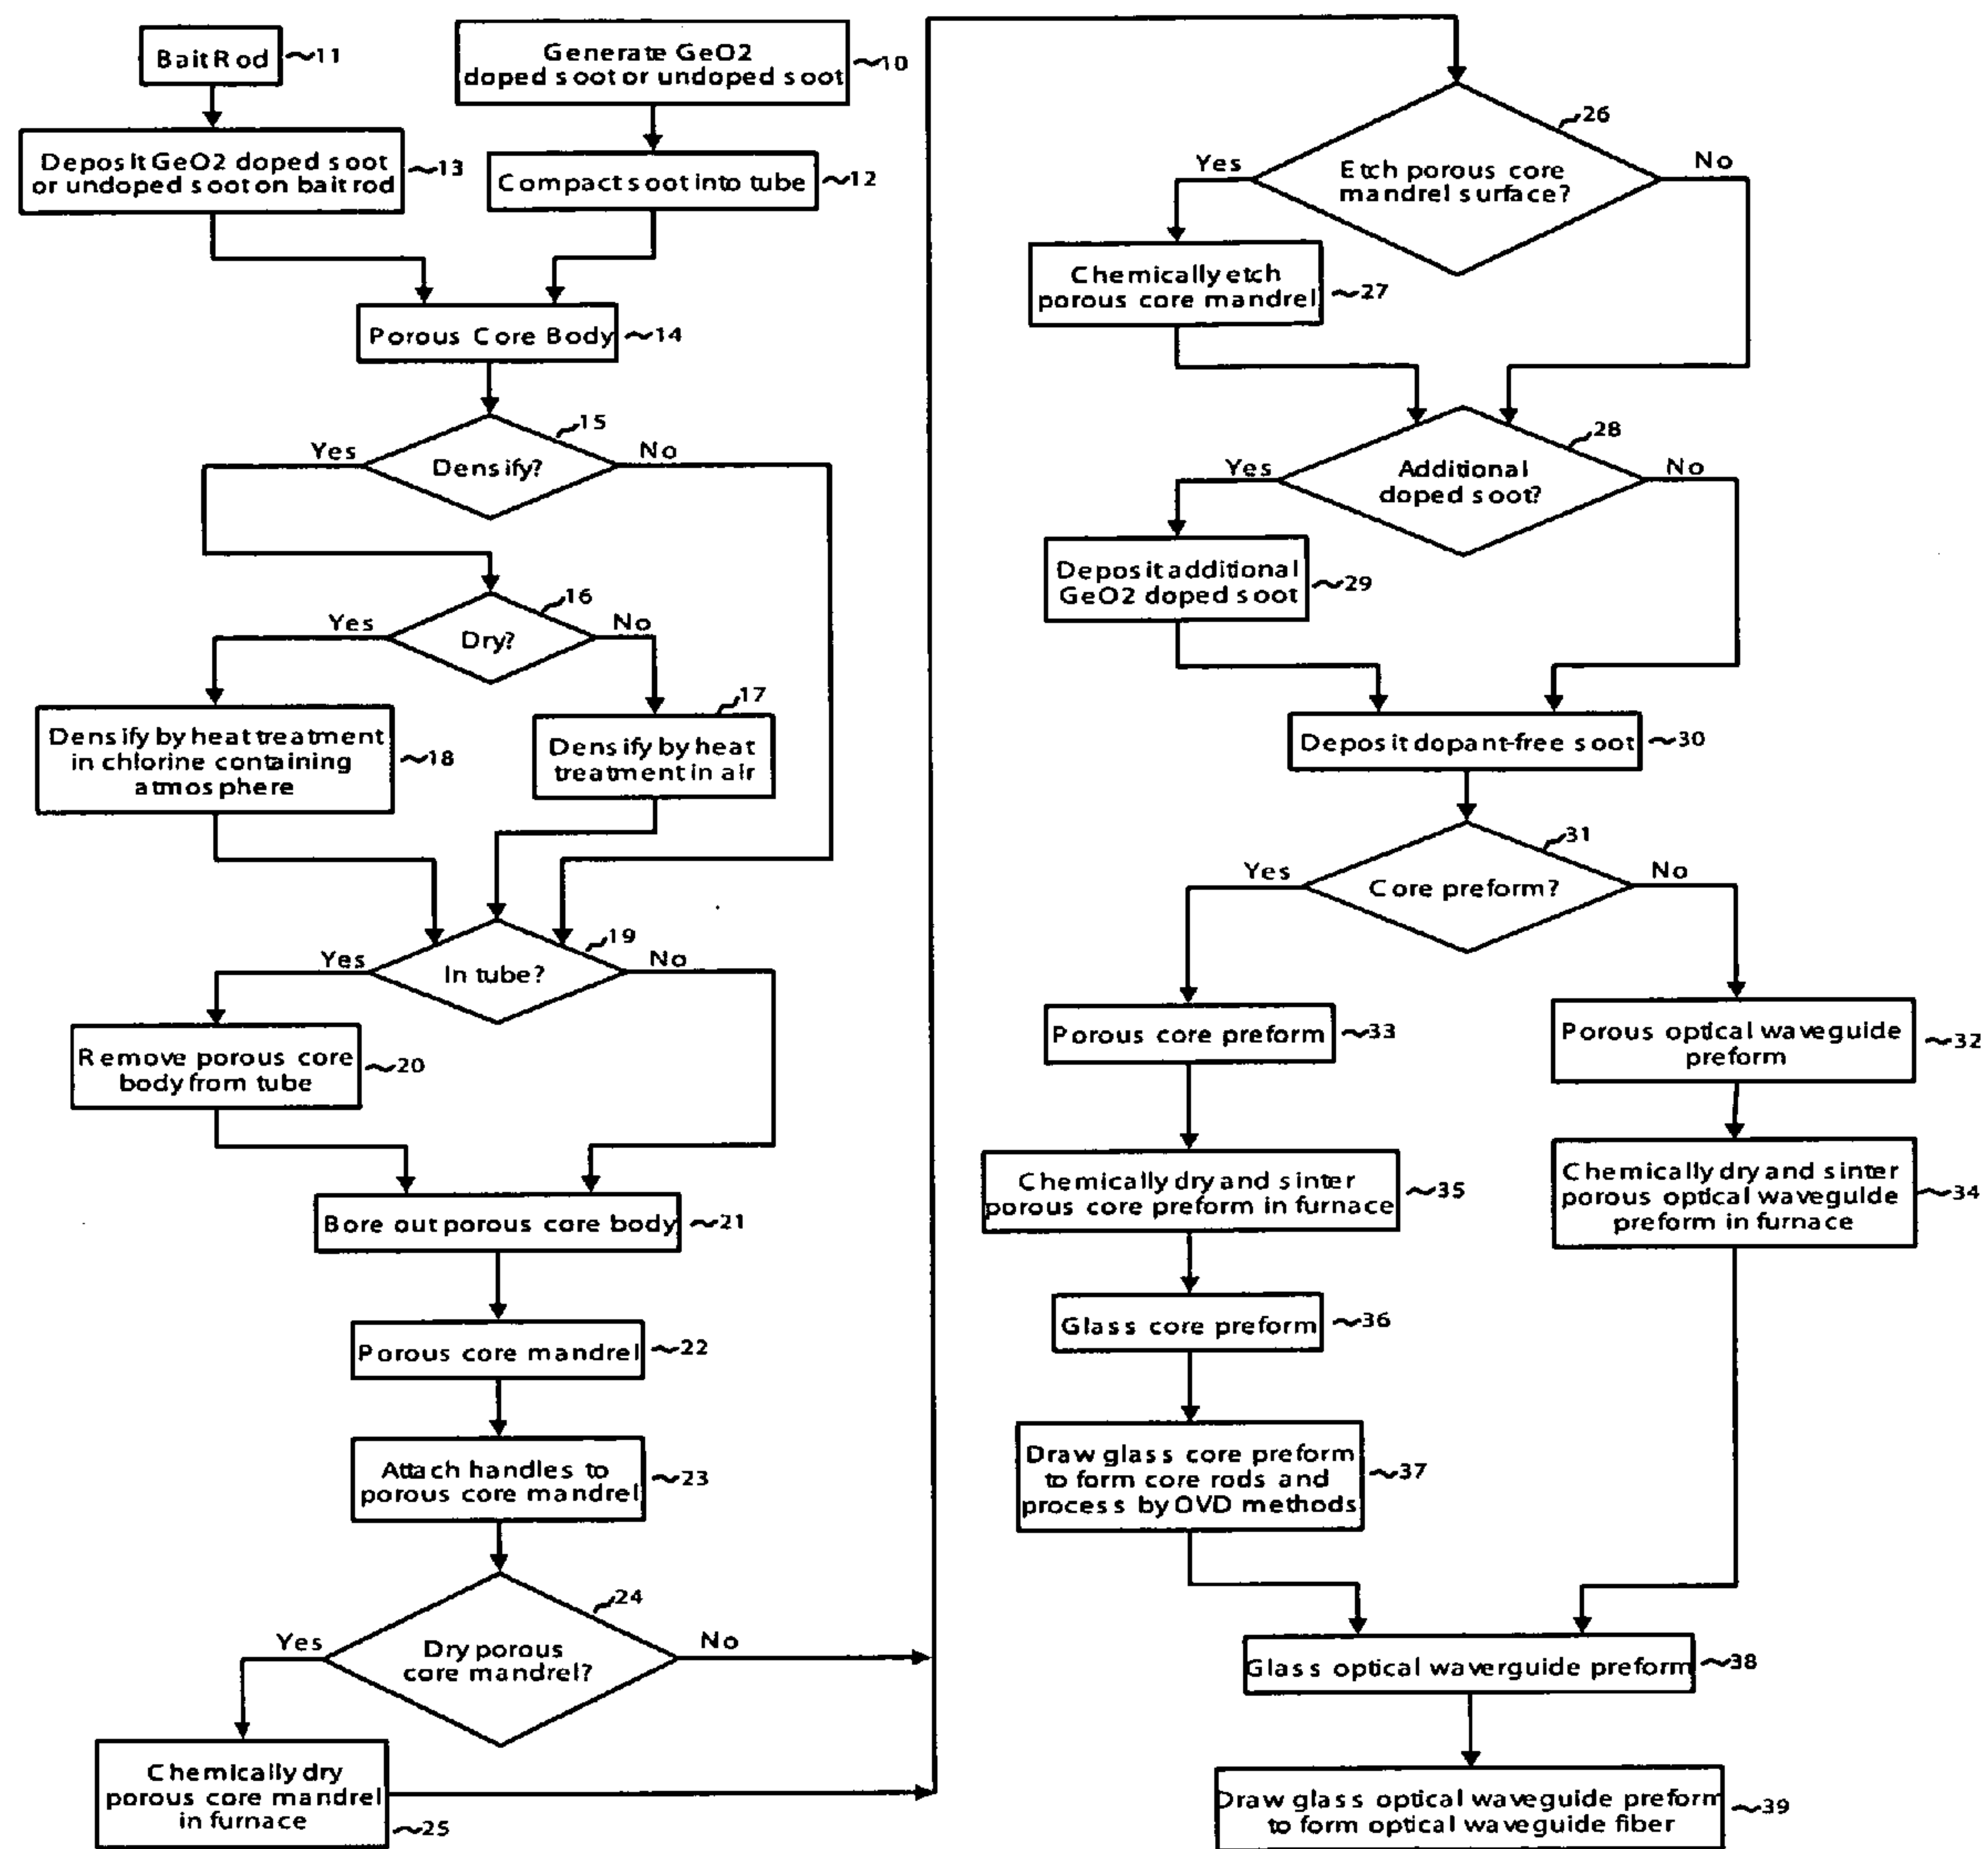 Bait Rod
11
Generate GeO2
doped soot or undoped soot
10
Deposit GeO2 doped soot
or undoped soot on bait rod
13
Compact soot into tube
12
Porous Core Body
14
15
Yes
No
Densify?
16
Yes
No
Dry?
17
Densify by heat treatment
in chlorine containing
atmosphere
18
Densify by heat
treatment in air
19
Yes
No
In tube?
Remove porous core
body from tube
20
Bore out porous core body
21
Porous core mandrel
22
Attach handles to
porous core mandrel
23
24
Yes
No
Dry porous
core mandrel?
Chemically dry
porous core mandrel
in furnace
25
26
Yes
No
Etch porous core
mandrel surface?
Chemically etch
porous core mandrel
27
28
Yes
No
Additional
doped soot?
Deposit additional
GeO2 doped soot
29
Deposit dopant-free soot
30
31
Yes
No
Core preform?
Porous core preform
33
Porous optical waveguide
preform
32
Chemically dry and sinter
porous core preform in furnace
35
Chemically dry and sinter
porous optical waveguide
preform in furnace
34
Glass core preform
36
Draw glass core preform
to form core rods and
process by OVD methods
37
Glass optical waverguide preform
38
Draw glass optical waveguide preform
to form optical waveguide fiber
39